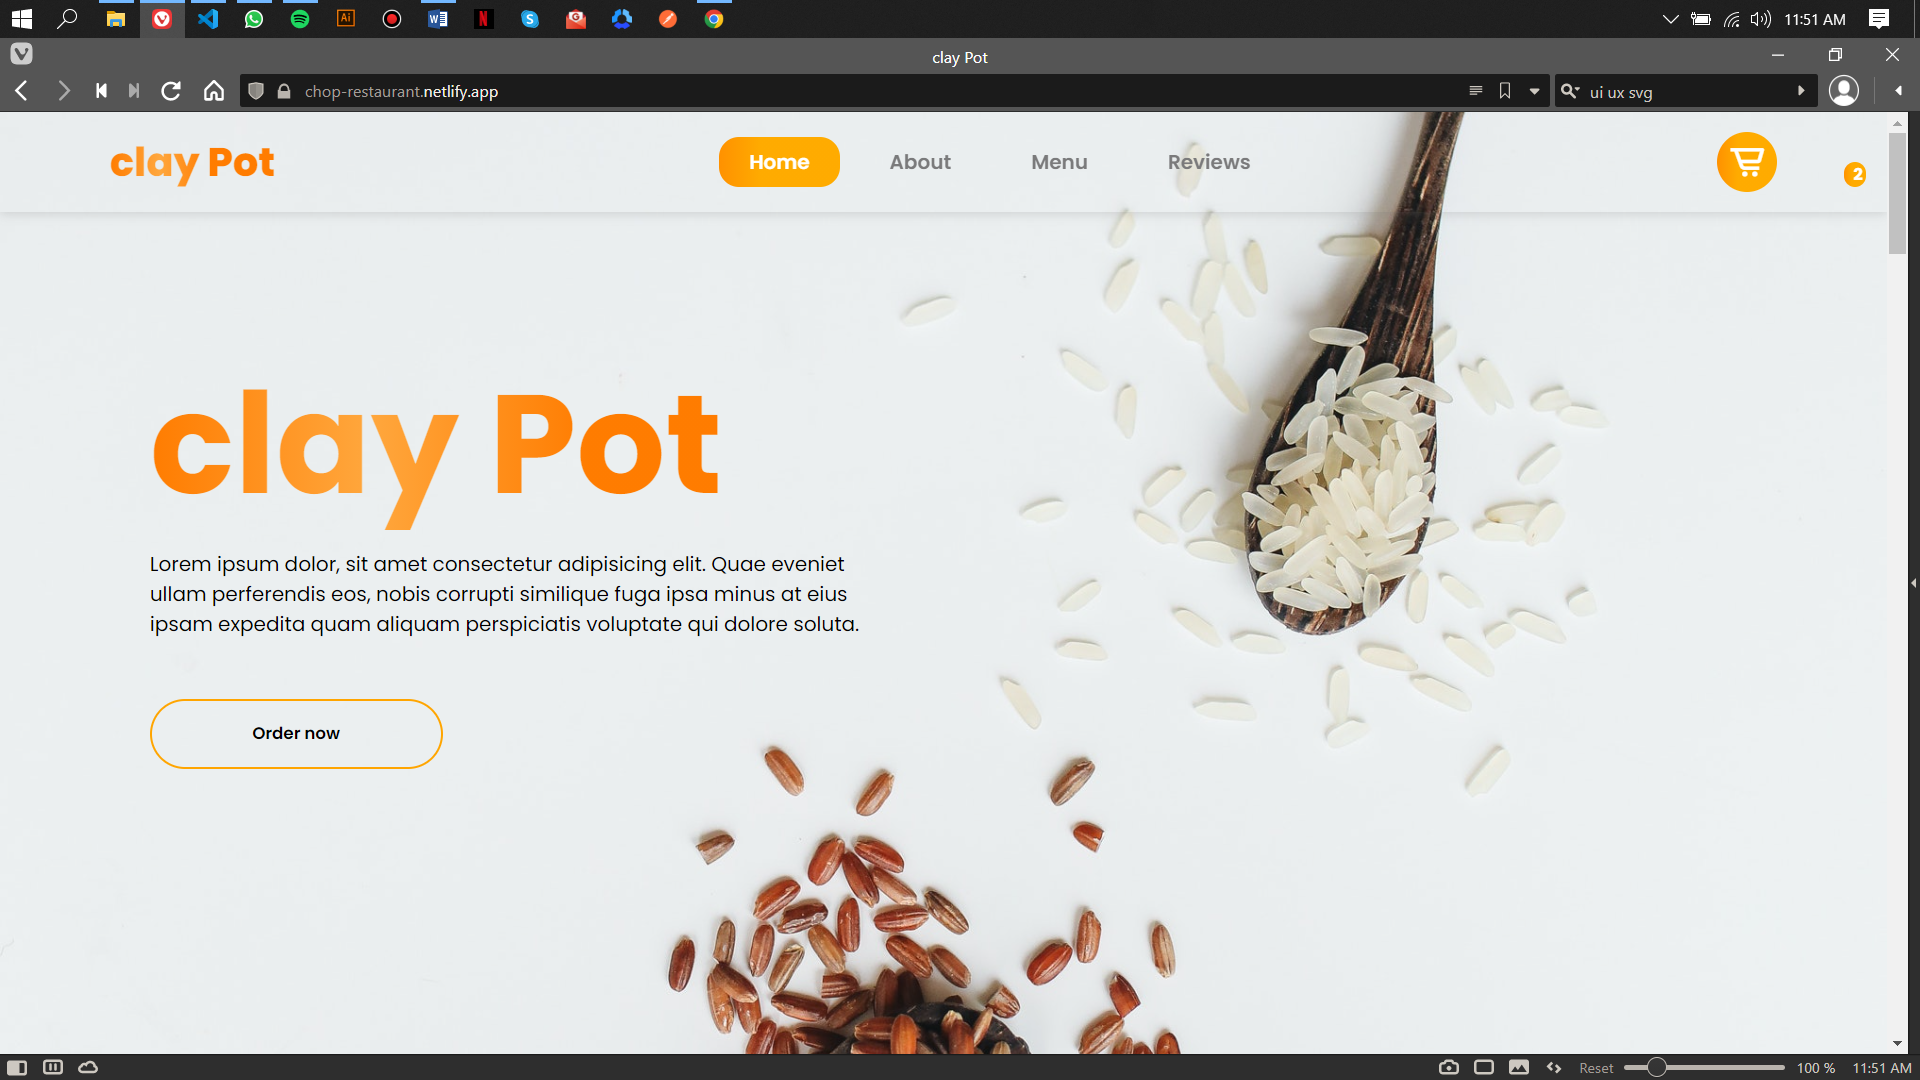 11:51 AM
clay Pot
chop-restaurant.netlify.app
ui ux svg
clay Pot
Home
About
Menu
Reviews
2
clay Pot
Lorem ipsum dolor, sit amet consectetur adipisicing elit. Quae eveniet
ullam perferendis eos, nobis corrupti similique fuga ipsa minus at eius
ipsam expedita quam aliquam perspiciatis voluptate qui dolore soluta.
Order now
Reset
100 %
11:51 AM